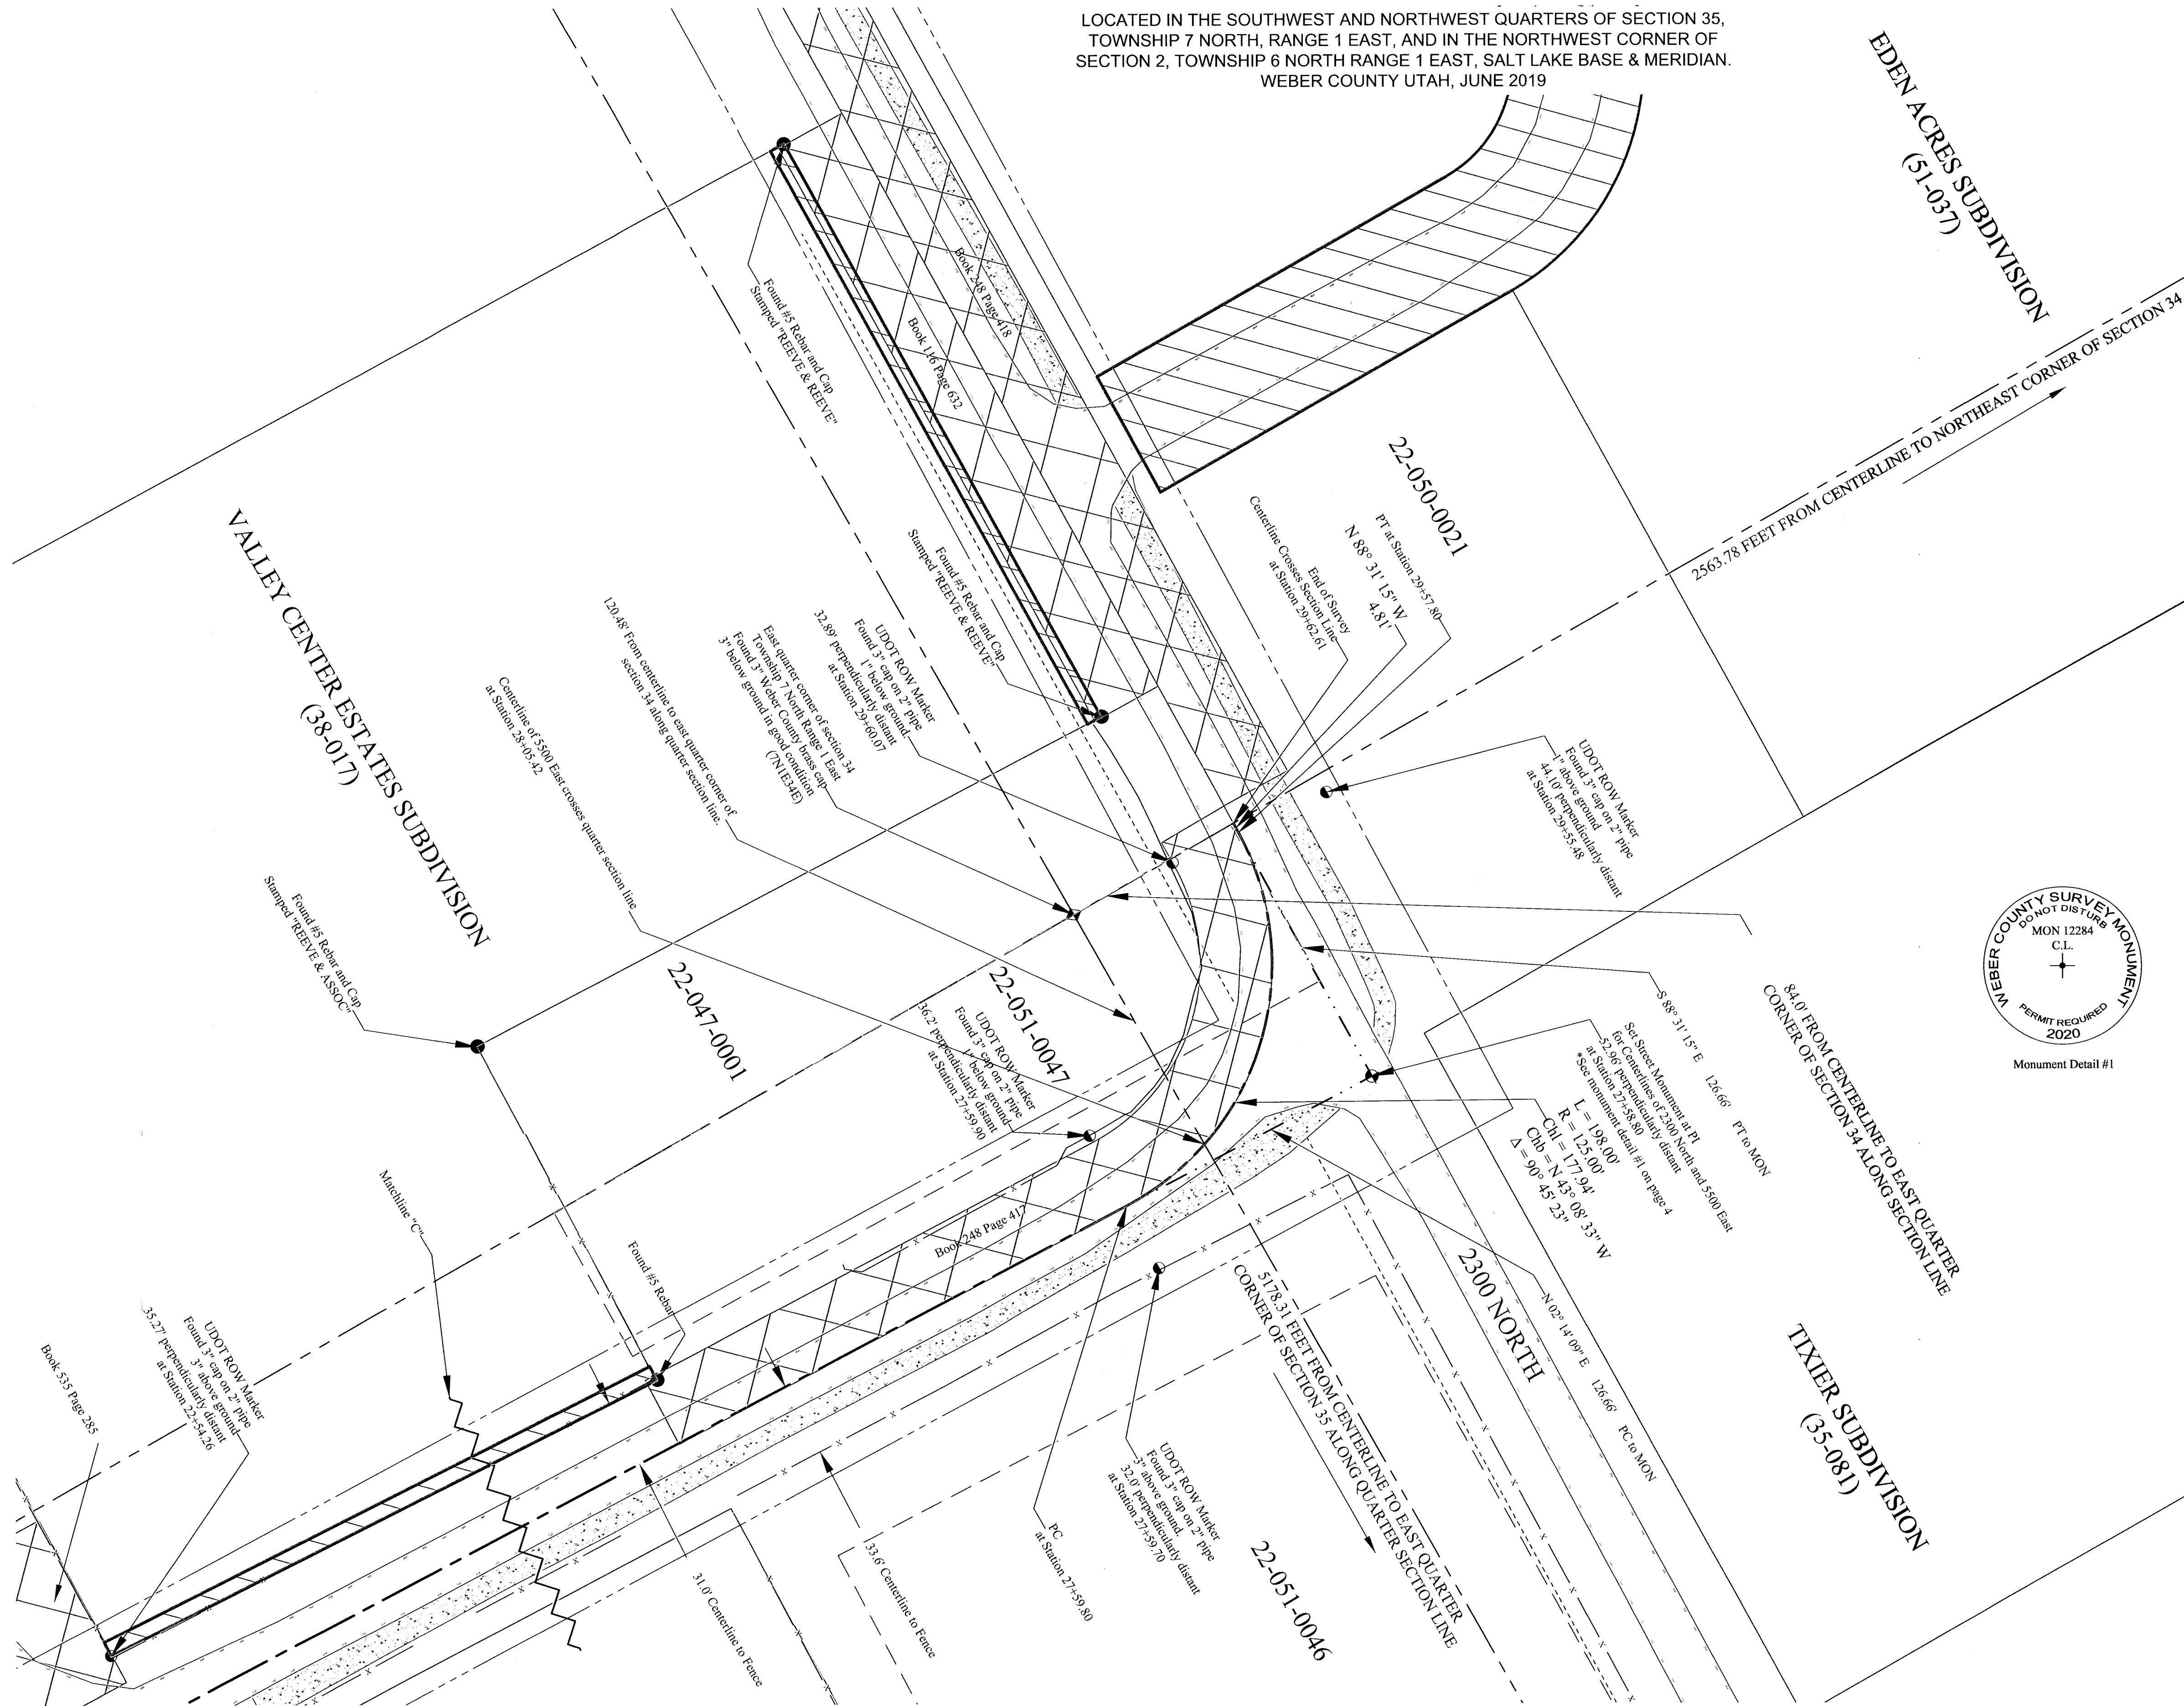 LOCATED IN THE SOUTHWEST AND NORTHWEST QUARTERS OF SECTION 35,
TOWNSHIP 7 NORTH, RANGE 1 EAST, AND IN THE NORTHWEST CORNER OF
SECTION 2, TOWNSHIP 6 NORTH RANGE 1 EAST, SALT LAKE BASE & MERIDIAN.
WEBER COUNTY UTAH, JUNE 2019
EDEN ACRES SUBDIVISION
(51-037)
2563.78 FEET FROM CENTERLINE TO NORTHEAST CORNER OF SECTION 34
Book 248 Page 418
Book 116 Page 632
Found #5 Rebar and Cap
Stamped "REEVE & REEVE"
22-050-0021
PT at Station 29+57.80
N 88° 31' 15" W
4.81'
End of Survey
Centerline Crosses Section Line
at Station 29+62.61
Found #5 Rebar and Cap
Stamped "REEVE & REEVE"
UDOT ROW Marker
Found 3" cap on 2" pipe
1" below ground.
32.89' perpendicularly distant
at Station 29+60.07
East quarter corner of section 34
Township 7 North Range 1 East
Found 3" Weber County brass cap
3" below ground in good condition
(7N1E34E)
120.48' From centerline to east quarter corner of
section 34 along quarter section line.
Centerline of 5500 East crosses quarter section line
at Station 28+05.42
VALLEY CENTER ESTATES SUBDIVISION
(38-017)
Found #5 Rebar and Cap
Stamped "REEVE & ASSOC"
22-047-0001
22-051-0047
UDOT ROW Marker
Found 3" cap on 2" pipe
1" below ground
36.2' perpendicularly distant
at Station 27+59.90
UDOT ROW Marker
Found 3" cap on 2" pipe
1" above ground
44.10' perpendicularly distant
at Station 29+55.48
WEBER COUNTY SURVEY MONUMENT
DO NOT DISTURB
MON 12284
C.L.
PERMIT REQUIRED
2020
Monument Detail #1
84.0' FROM CENTERLINE TO EAST QUARTER
CORNER OF SECTION 34 ALONG SECTION LINE
S 88° 31' 15" E 126.66' PT to MON
Set Street Monument at PI
for Centerlines of 2300 North and 5500 East
52.96' perpendicularly distant
at Station 27+58.80
*See monument detail #1 on page 4
L = 198.00'
R = 125.00'
Chl = 177.94'
Chb = N 43° 08' 33" W
Δ = 90° 45' 23"
N 02° 14' 09" E 126.66' PC to MON
2300 NORTH
TIXIER SUBDIVISION
(35-081)
5178.31 FEET FROM CENTERLINE TO EAST QUARTER
CORNER OF SECTION 35 ALONG QUARTER SECTION LINE
Book 248 Page 417
Matchline "C"
Found #5 Rebar
UDOT ROW Marker
Found 3" cap on 2" pipe
3" above ground
35.27' perpendicularly distant
at Station 22+54.26
Book 535 Page 285
UDOT ROW Marker
Found 3" cap on 2" pipe
3" above ground.
32.0' perpendicularly distant
at Station 27+59.70
PC
at Station 27+59.80
22-051-0046
33.6' Centerline to Fence
31.0' Centerline to Fence